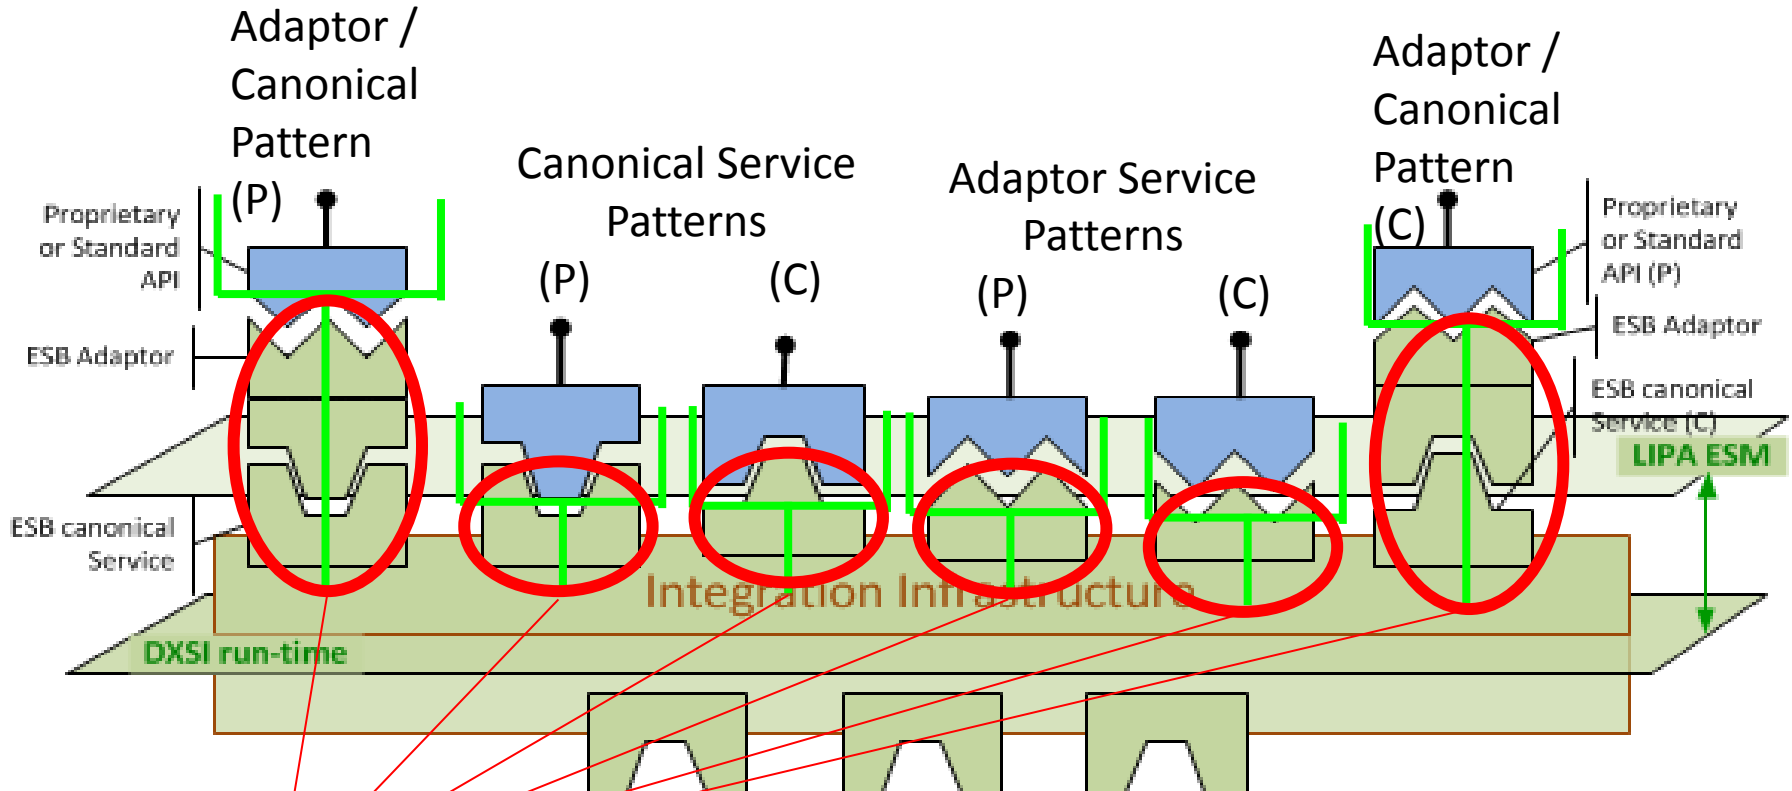 Adaptor /
Canonical
Pattern
(P)
Canonical Service
Patterns
(P)
(C)
Adaptor Service
Patterns
(P)
(C)
Adaptor /
Canonical
Pattern
(C)
Proprietary
or Standard
API
ESB Adaptor
ESB canonical
Service
Proprietary
or Standard
API (P)
ESB Adaptor
ESB canonical
Service (C)
LIPA ESM
Integration Infrastructure
DXSI run-time